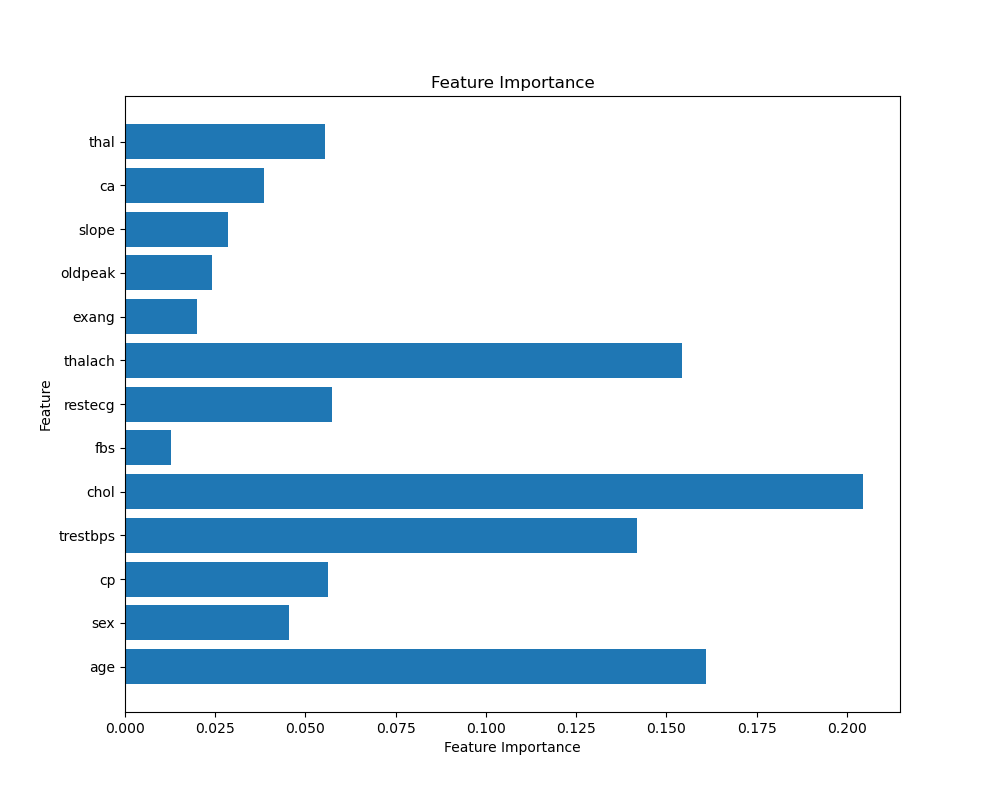 Feature Importance
thal
ca
slope
oldpeak
exang
thalach
restecg
fbs
chol
trestbps
cp
sex
age
Feature
0.000 0.025 0.050 0.075 0.100 0.125 0.150 0.175 0.200
Feature Importance